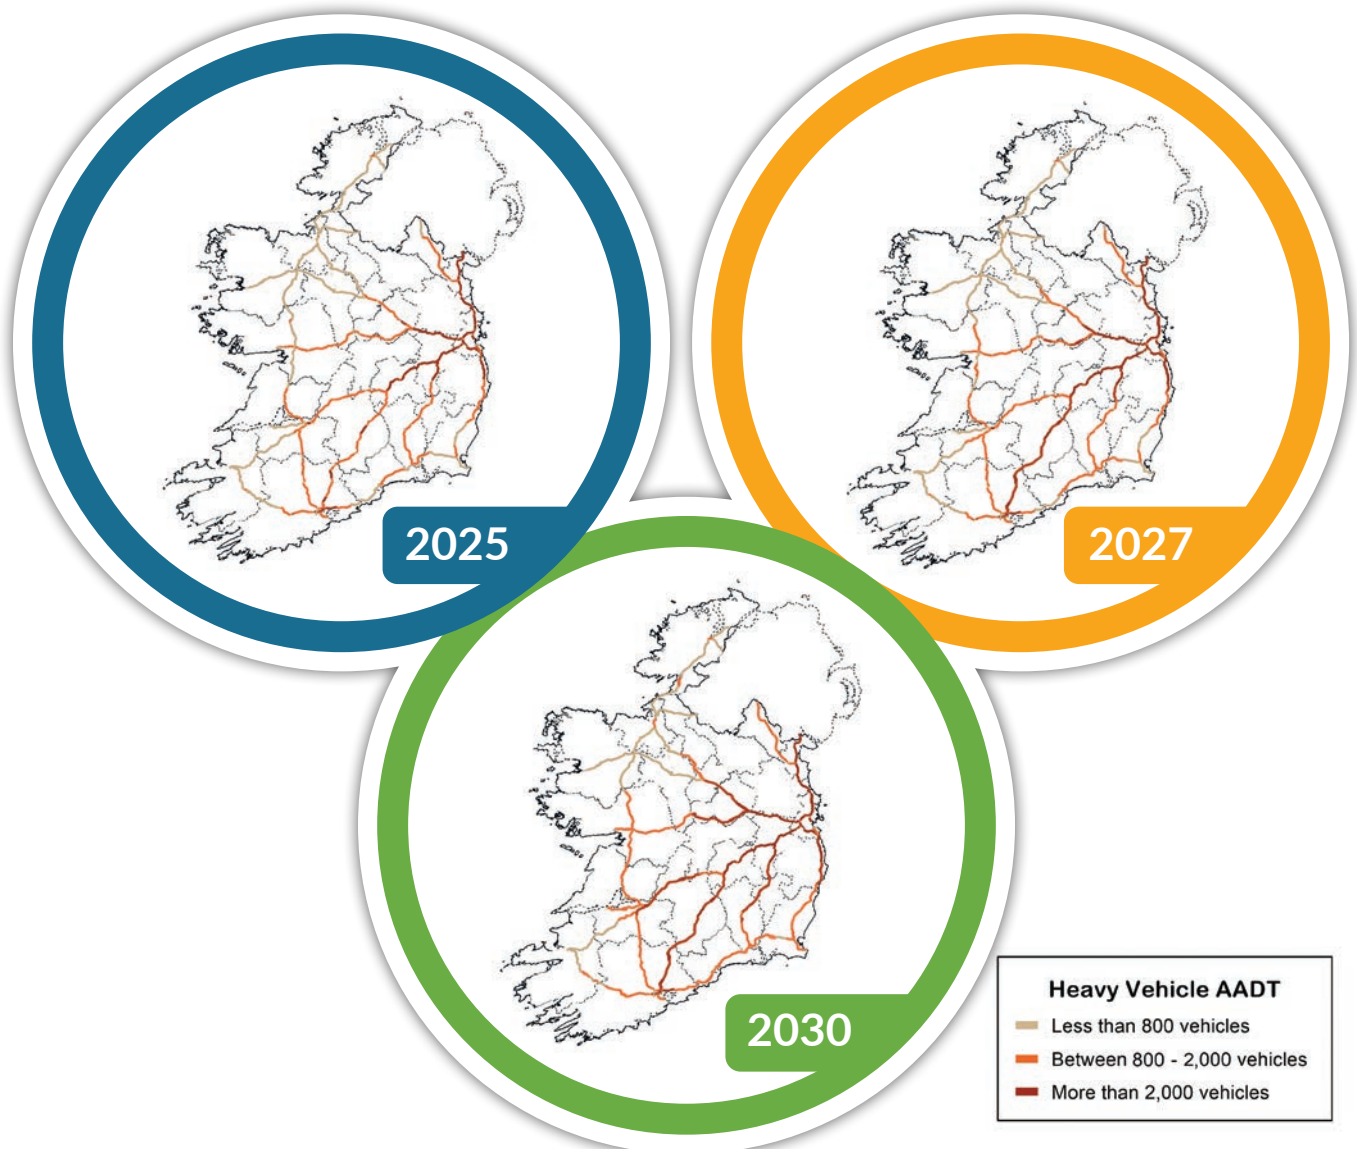 2025
2027
2030
Heavy Vehicle AADT
Less than 800 vehicles
Between 800 - 2,000 vehicles
More than 2,000 vehicles